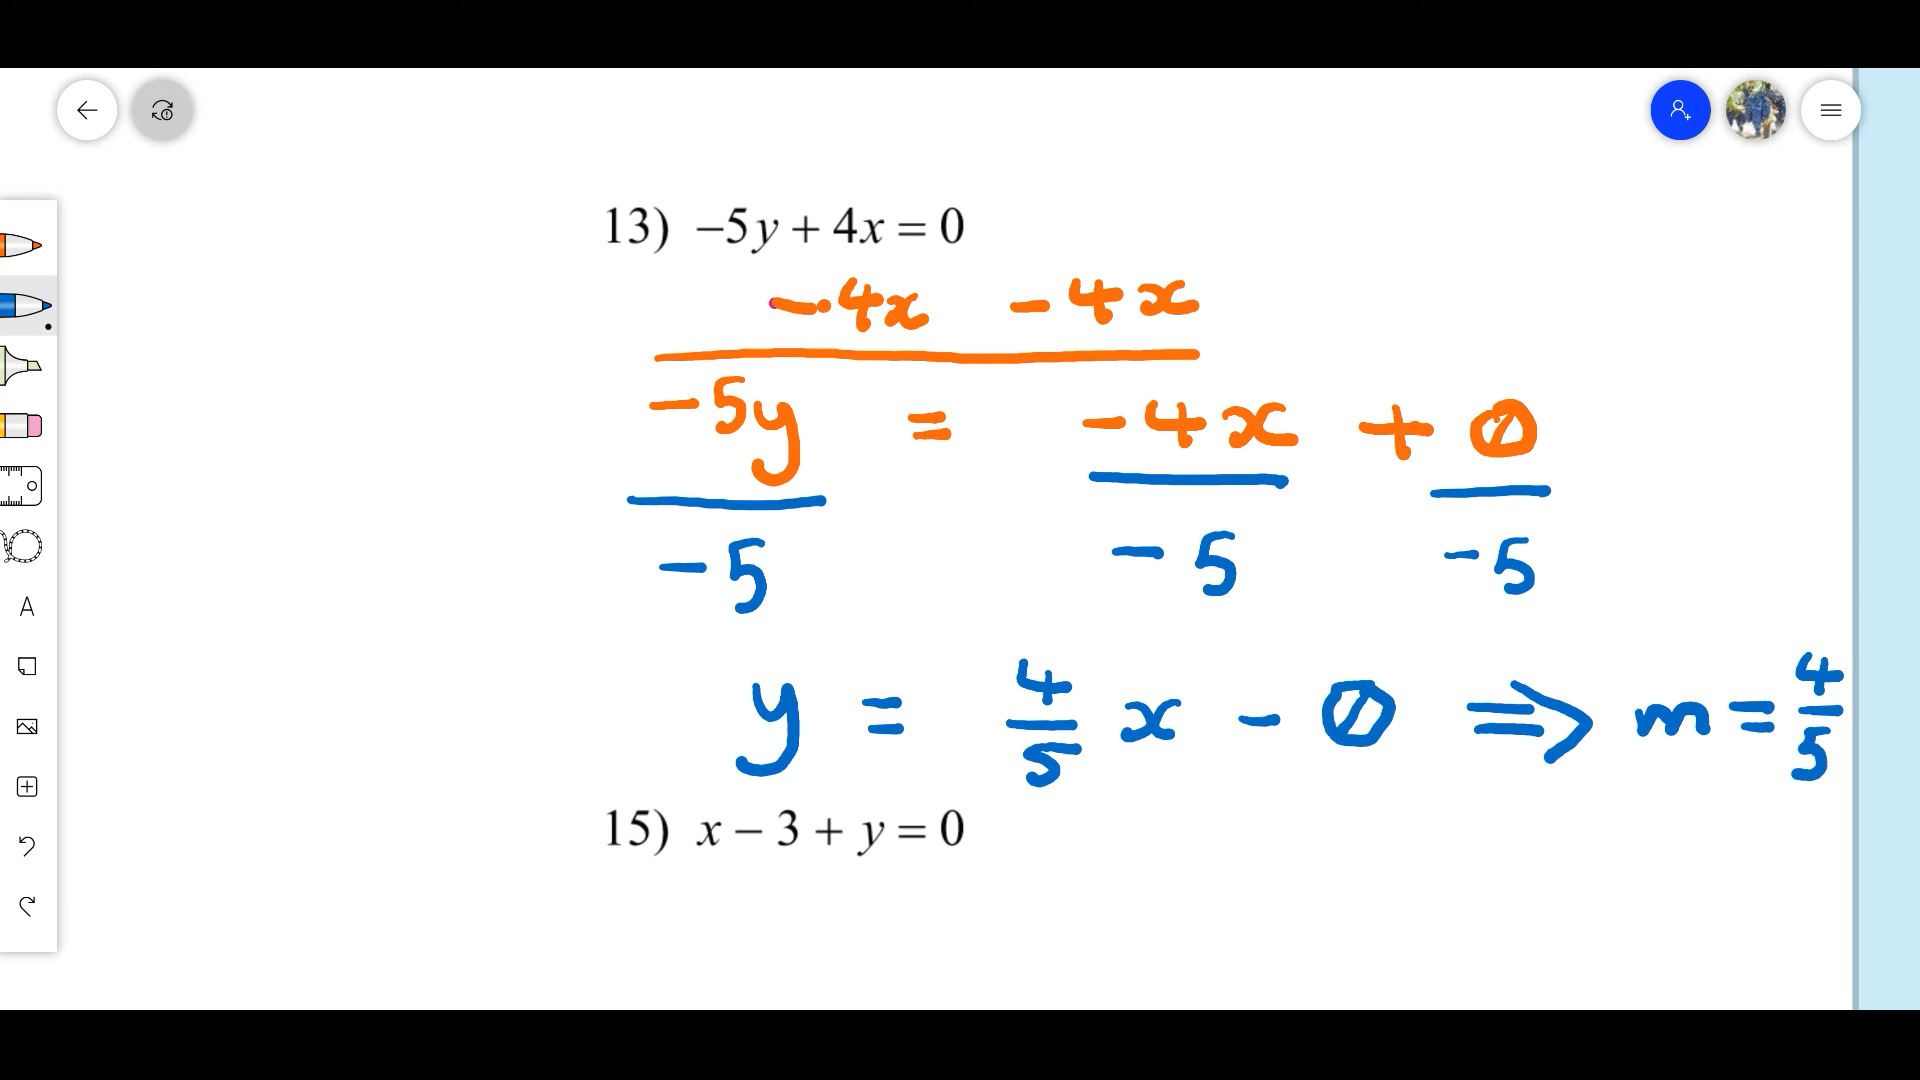 13) −5y + 4x = 0
−4x −4x
−5y = −4x + 0
−5 −5 −5
y = 4/5 x − 0 ⇒ m = 4/5
15) x − 3 + y = 0
A